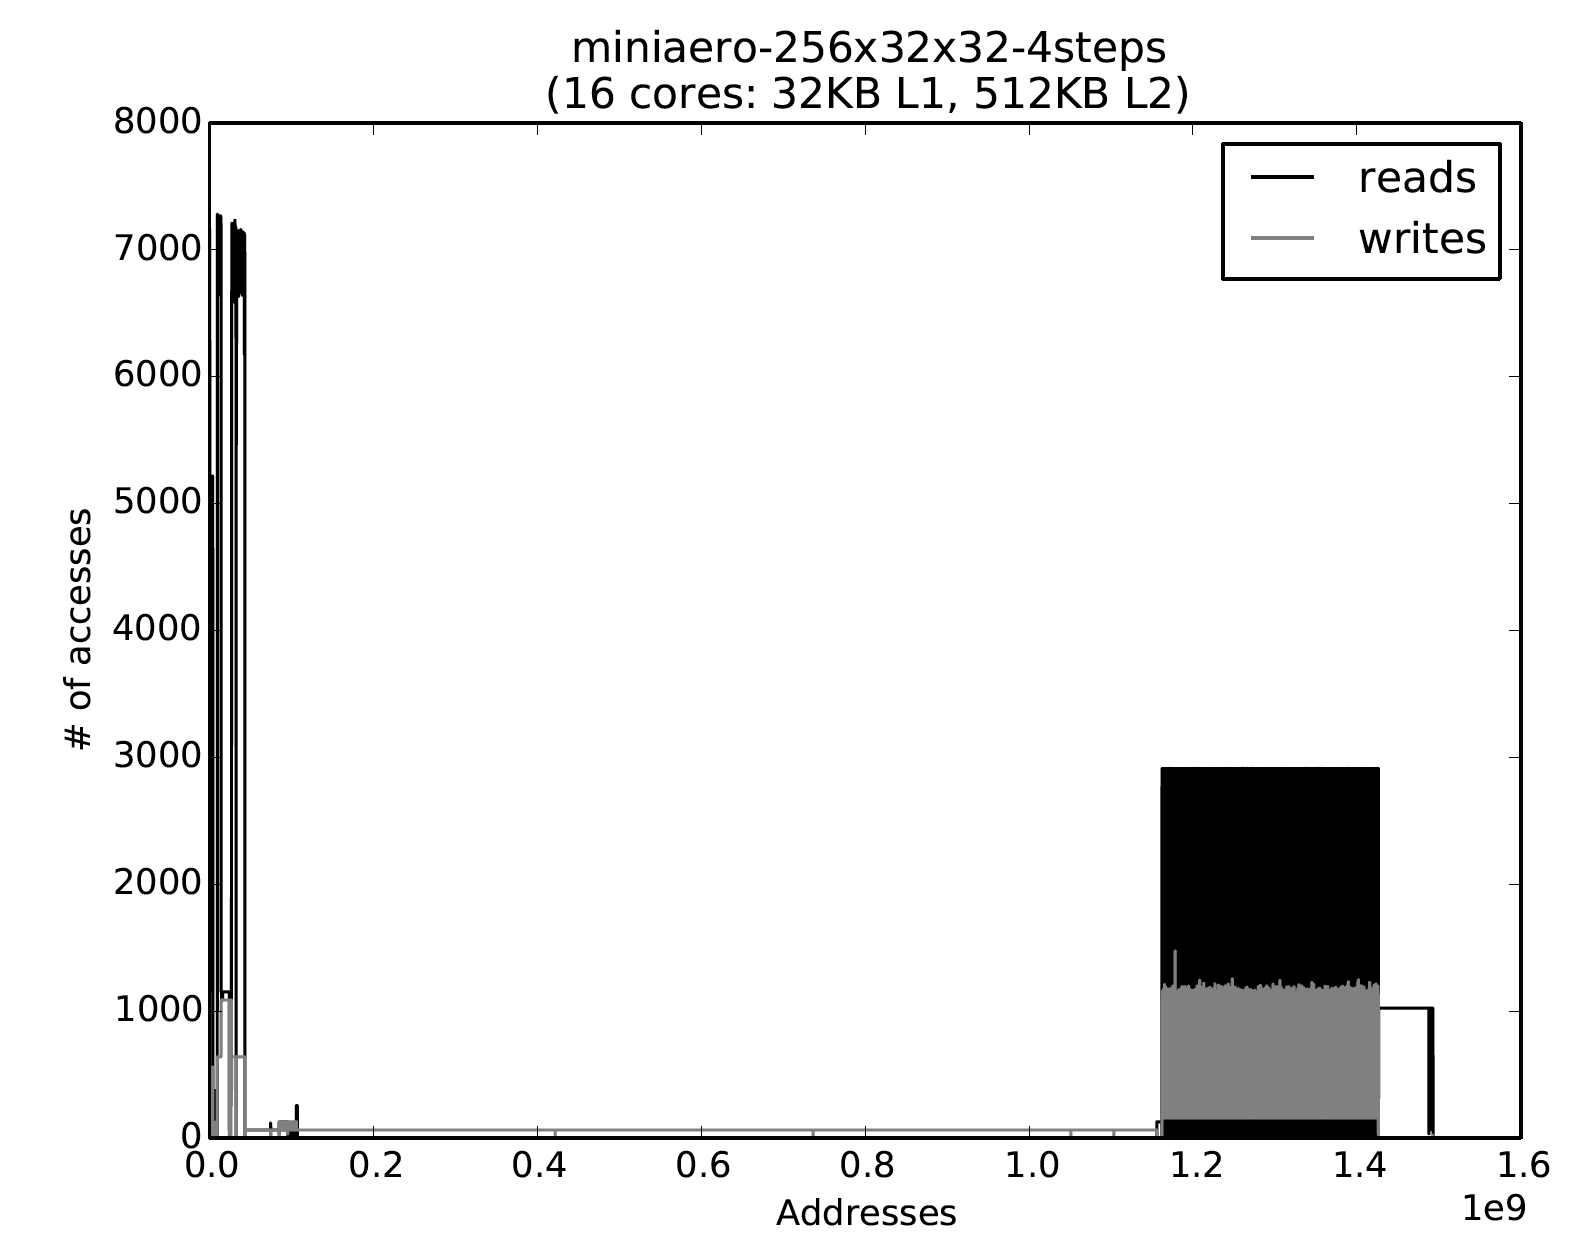 miniaero-256x32x32-4steps
(16 cores: 32KB L1, 512KB L2)
8000
7000
6000
5000
4000
3000
2000
1000
0
# of accesses
reads
writes
0.0 0.2 0.4 0.6 0.8 1.0 1.2 1.4 1.6
1e9
Addresses